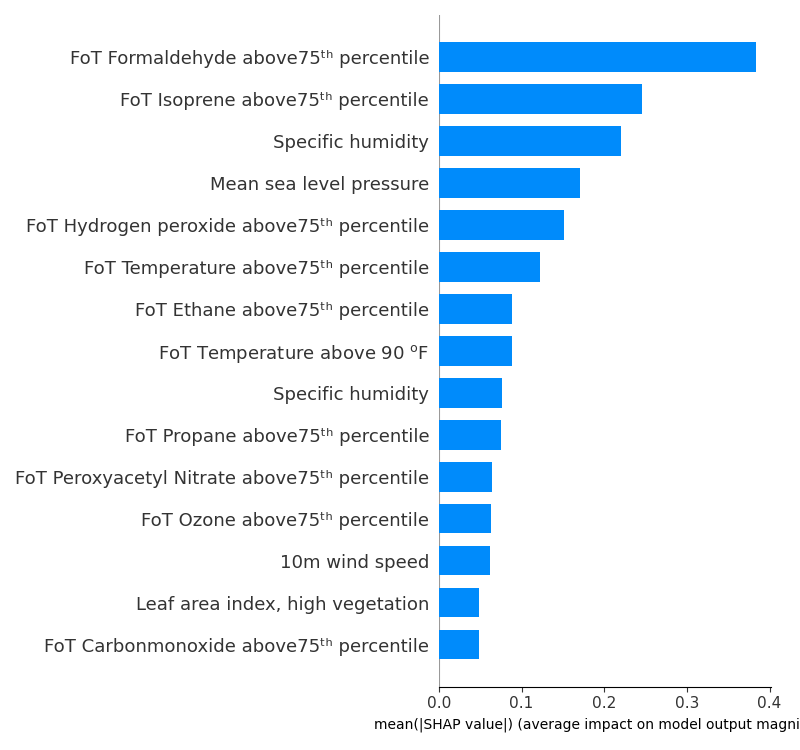 FoT Formaldehyde above75ᵗʰ percentile
FoT Isoprene above75ᵗʰ percentile
Specific humidity
Mean sea level pressure
FoT Hydrogen peroxide above75ᵗʰ percentile
FoT Temperature above75ᵗʰ percentile
FoT Ethane above75ᵗʰ percentile
FoT Temperature above 90 ᵒF
Specific humidity
FoT Propane above75ᵗʰ percentile
FoT Peroxyacetyl Nitrate above75ᵗʰ percentile
FoT Ozone above75ᵗʰ percentile
10m wind speed
Leaf area index, high vegetation
FoT Carbonmonoxide above75ᵗʰ percentile
0.0 0.1 0.2 0.3 0.4
mean(|SHAP value|) (average impact on model output magni